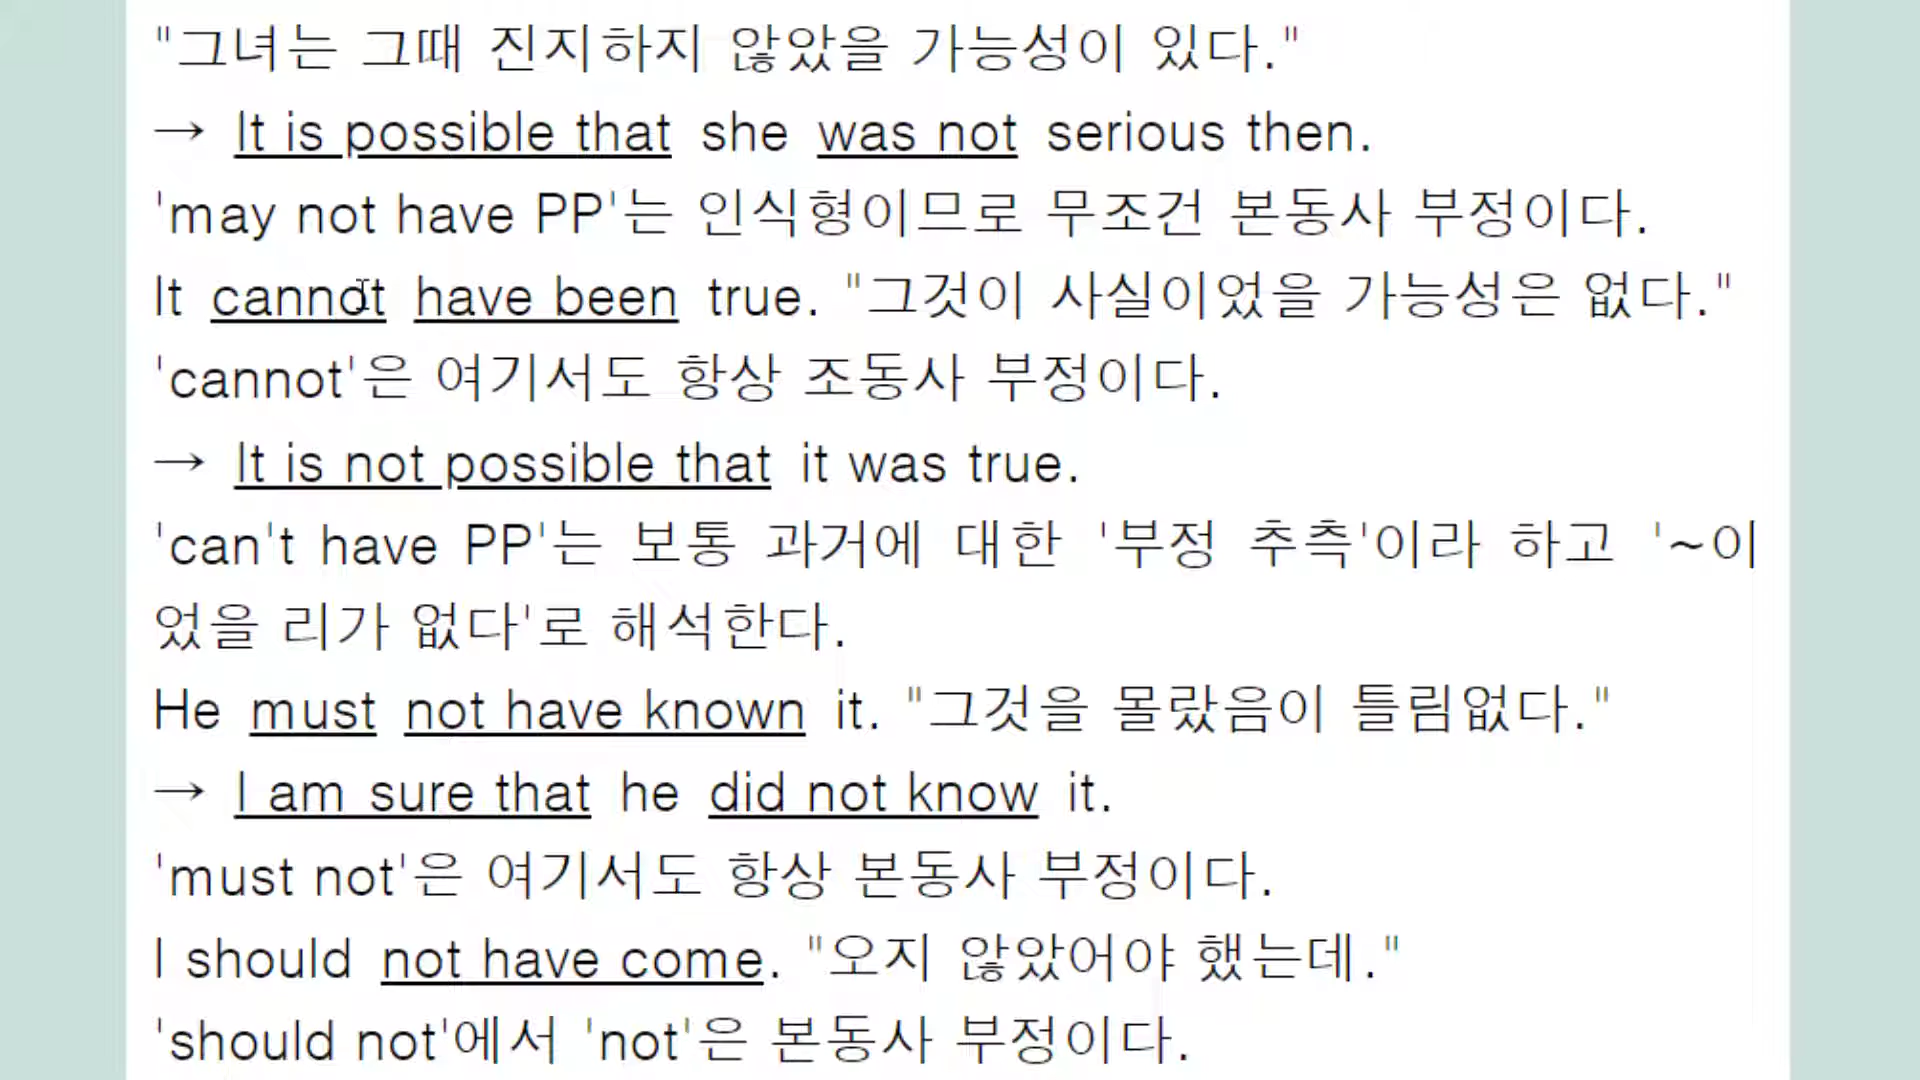 "그녀는 그때 진지하지 않았을 가능성이 있다."
→ It is possible that she was not serious then.
'may not have PP'는 인식형이므로 무조건 본동사 부정이다.
It cannot have been true. "그것이 사실이었을 가능성은 없다."
'cannot'은 여기서도 항상 조동사 부정이다.
→ It is not possible that it was true.
'can't have PP'는 보통 과거에 대한 '부정 추측'이라 하고 '~이
었을 리가 없다'로 해석한다.
He must not have known it. "그것을 몰랐음이 틀림없다."
→ I am sure that he did not know it.
'must not'은 여기서도 항상 본동사 부정이다.
I should not have come. "오지 않았어야 했는데."
'should not'에서 'not'은 본동사 부정이다.